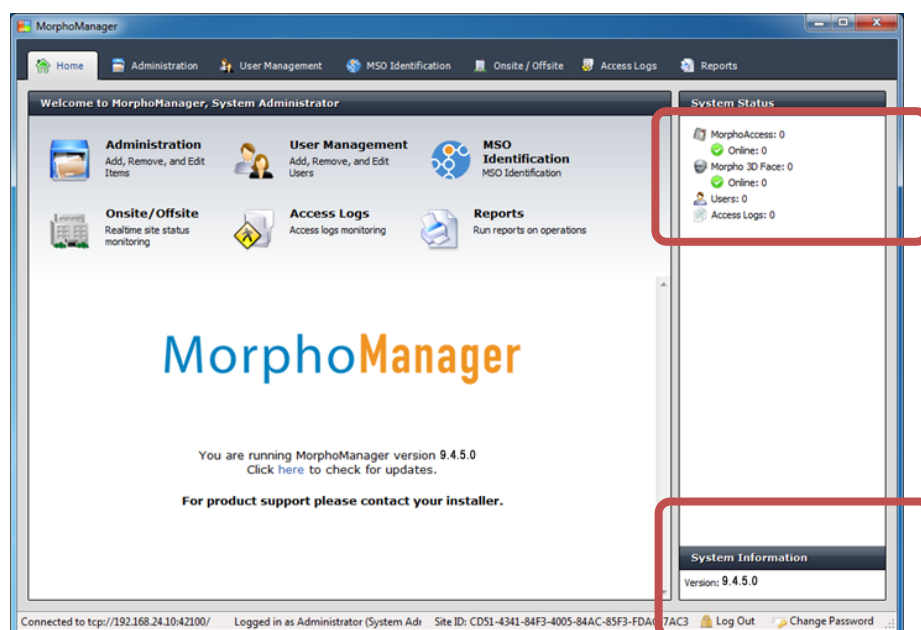 MorphoManager
Home Administration User Management MSO Identification Onsite / Offsite Access Logs Reports
Welcome to MorphoManager, System Administrator
Administration
Add, Remove, and Edit
Items
User Management
Add, Remove, and Edit
Users
MSO
Identification
MSO Identification
Onsite/Offsite
Realtime site status
monitoring
Access Logs
Access logs monitoring
Reports
Run reports on operations
MorphoManager
You are running MorphoManager version 9.4.5.0
Click here to check for updates.
For product support please contact your installer.
System Status
MorphoAccess: 0
Online: 0
Morpho 3D Face: 0
Online: 0
Users: 0
Access Logs: 0
System Information
Version: 9.4.5.0
Connected to tcp://192.168.24.10:42100/ Logged in as Administrator (System Adr Site ID: CD51-4341-84F3-4005-84AC-85F3- Log Out Change Password